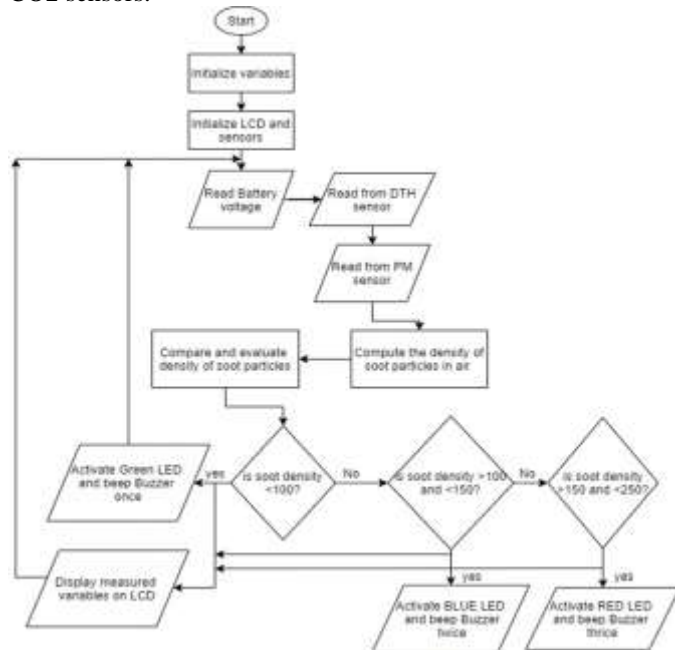 CO2 sensors.
Start
Initialize variables
Initialize LCD and
sensors
Read Battery
voltage
Read from DTH
sensor
Read from PM
sensor
Compare and evaluate
density of soot particles
Compute the density of
soot particles in air
Activate Green LED
and beep Buzzer
once
yes
is soot density
<100?
No
is soot density >100
and <150?
No
is soot density
>150 and <250?
Display measured
variables on LCD
yes
yes
Activate BLUE LED
and beep Buzzer
twice
Activate RED LED
and beep Buzzer
thrice